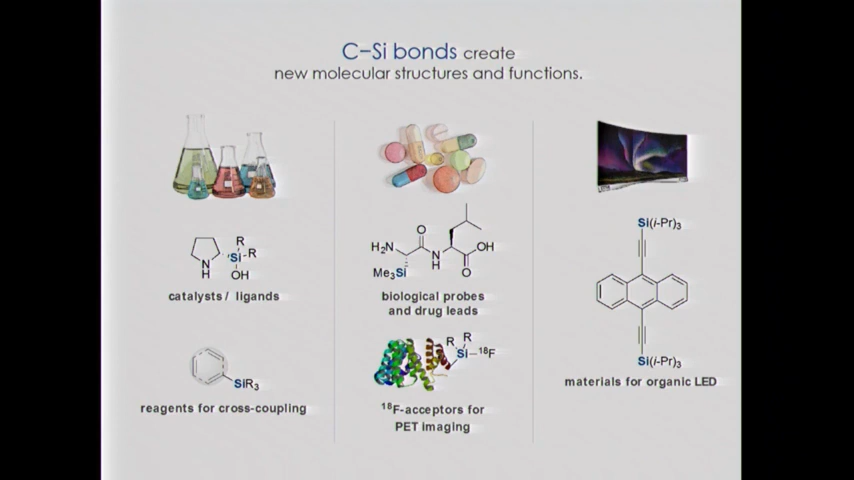 C–Si bonds create
new molecular structures and functions.
N
H
Si
R
R
OH
catalysts / ligands
SiR3
reagents for cross-coupling
H2N
O
N
H
OH
O
Me3Si
biological probes
and drug leads
R
R
Si
18F
18F-acceptors for
PET imaging
Si(i-Pr)3
Si(i-Pr)3
materials for organic LED